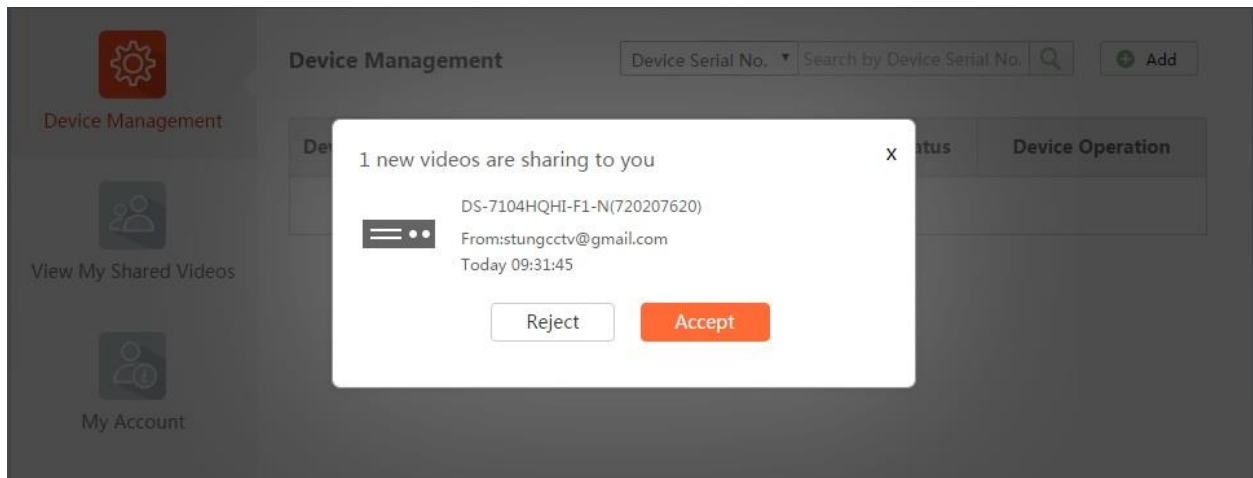 Device Management
Device Serial No.
Search by Device Serial No.
Add
Device Management
De
atus
Device Operation
1 new videos are sharing to you
x
DS-7104HQHI-F1-N(720207620)
From:stungcctv@gmail.com
Today 09:31:45
Reject
Accept
View My Shared Videos
My Account